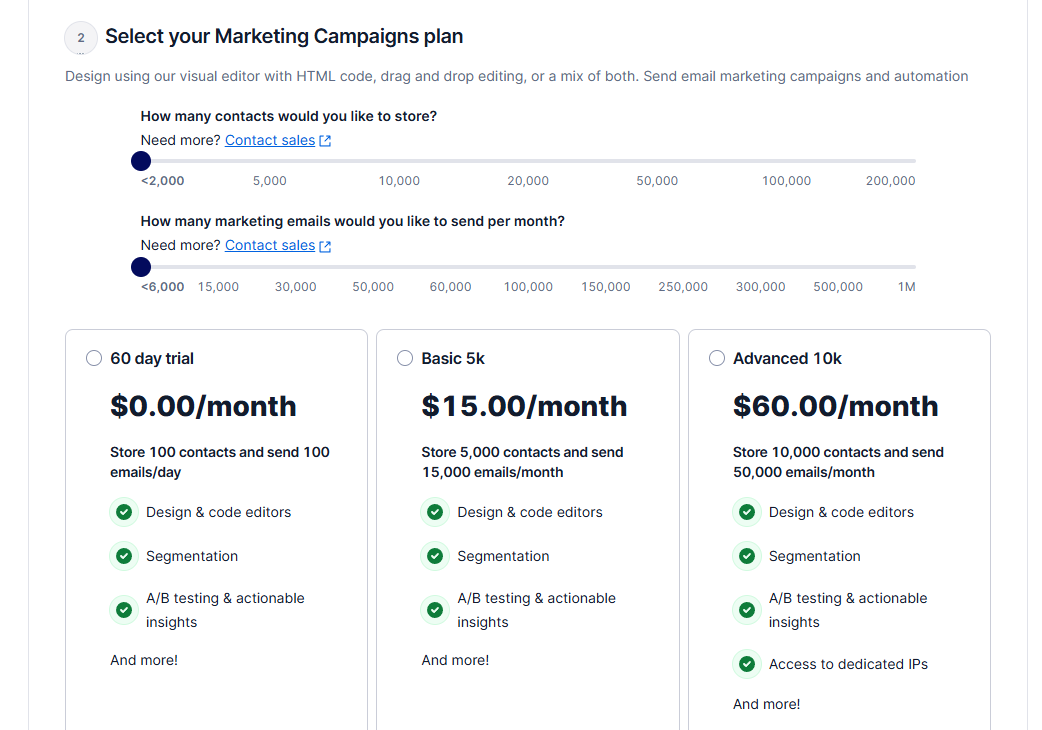 2
Select your Marketing Campaigns plan
Design using our visual editor with HTML code, drag and drop editing, or a mix of both. Send email marketing campaigns and automation
How many contacts would you like to store?
Need more? Contact sales
<2,000 5,000 10,000 20,000 50,000 100,000 200,000
How many marketing emails would you like to send per month?
Need more? Contact sales
<6,000 15,000 30,000 50,000 60,000 100,000 150,000 250,000 300,000 500,000 1M
60 day trial
$0.00/month
Store 100 contacts and send 100
emails/day
Design & code editors
Segmentation
A/B testing & actionable
insights
And more!
Basic 5k
$15.00/month
Store 5,000 contacts and send
15,000 emails/month
Design & code editors
Segmentation
A/B testing & actionable
insights
And more!
Advanced 10k
$60.00/month
Store 10,000 contacts and send
50,000 emails/month
Design & code editors
Segmentation
A/B testing & actionable
insights
Access to dedicated IPs
And more!